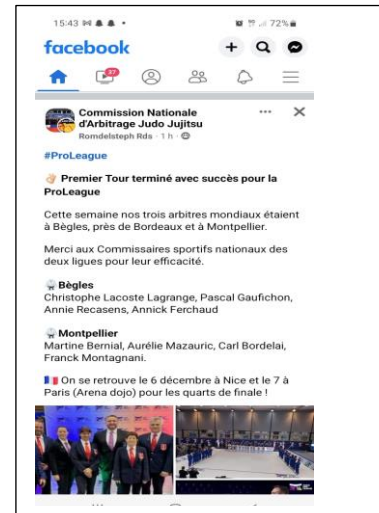 15:43
72%
facebook
27
Commission Nationale
d'Arbitrage Judo Jujitsu
Romdelsteph Rds · 1 h ·
#ProLeague
Premier Tour terminé avec succès pour la
ProLeague
Cette semaine nos trois arbitres mondiaux étaient
à Bègles, près de Bordeaux et à Montpellier.
Merci aux Commissaires sportifs nationaux des
deux ligues pour leur efficacité.
Bègles
Christophe Lacoste Lagrange, Pascal Gaufichon,
Annie Recasens, Annick Ferchaud
Montpellier
Martine Bernial, Aurélie Mazauric, Carl Bordelai,
Franck Montagnani.
On se retrouve le 6 décembre à Nice et le 7 à
Paris (Arena dojo) pour les quarts de finale !